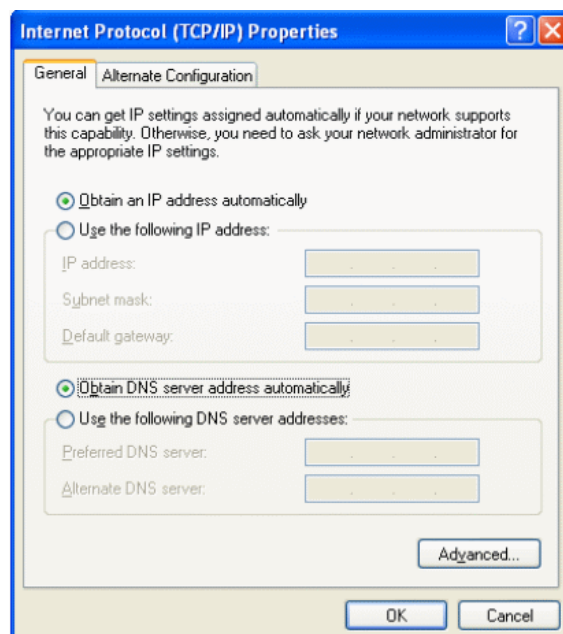 Internet Protocol (TCP/IP) Properties
General
Alternate Configuration
You can get IP settings assigned automatically if your network supports
this capability. Otherwise, you need to ask your network administrator for
the appropriate IP settings.
Obtain an IP address automatically
Use the following IP address:
IP address:
Subnet mask:
Default gateway:
Obtain DNS server address automatically
Use the following DNS server addresses:
Preferred DNS server:
Alternate DNS server:
Advanced...
OK
Cancel